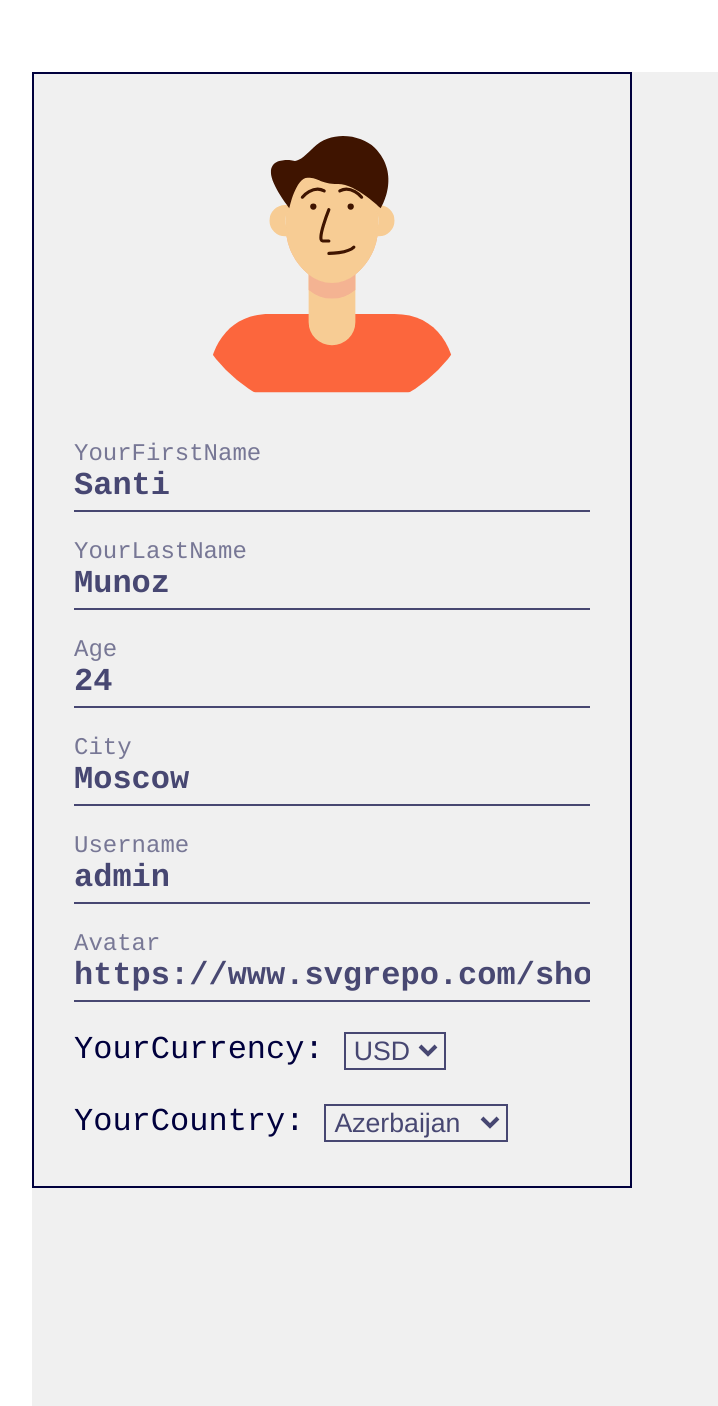 YourFirstName
Santi
YourLastName
Munoz
Age
24
City
Moscow
Username
admin
Avatar
https://www.svgrepo.com/sho
YourCurrency: USD
YourCountry: Azerbaijan